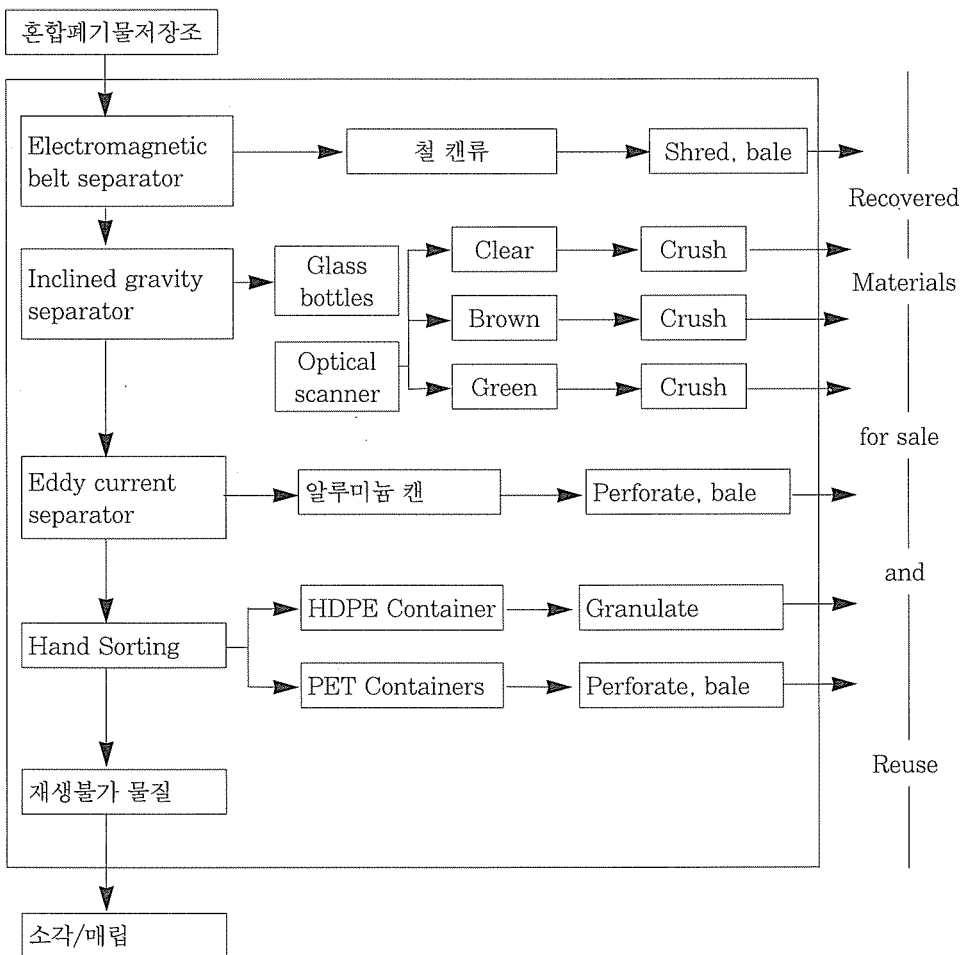 혼합폐기물저장조
Electromagnetic
belt separator
철 캔류
Shred, bale
Recovered
Inclined gravity
separator
Glass
bottles
Clear
Crush
Materials
Brown
Crush
Optical
scanner
Green
Crush
for sale
Eddy current
separator
알루미늄 캔
Perforate, bale
and
HDPE Container
Granulate
Hand Sorting
PET Containers
Perforate, bale
Reuse
재생불가 물질
소각/매립